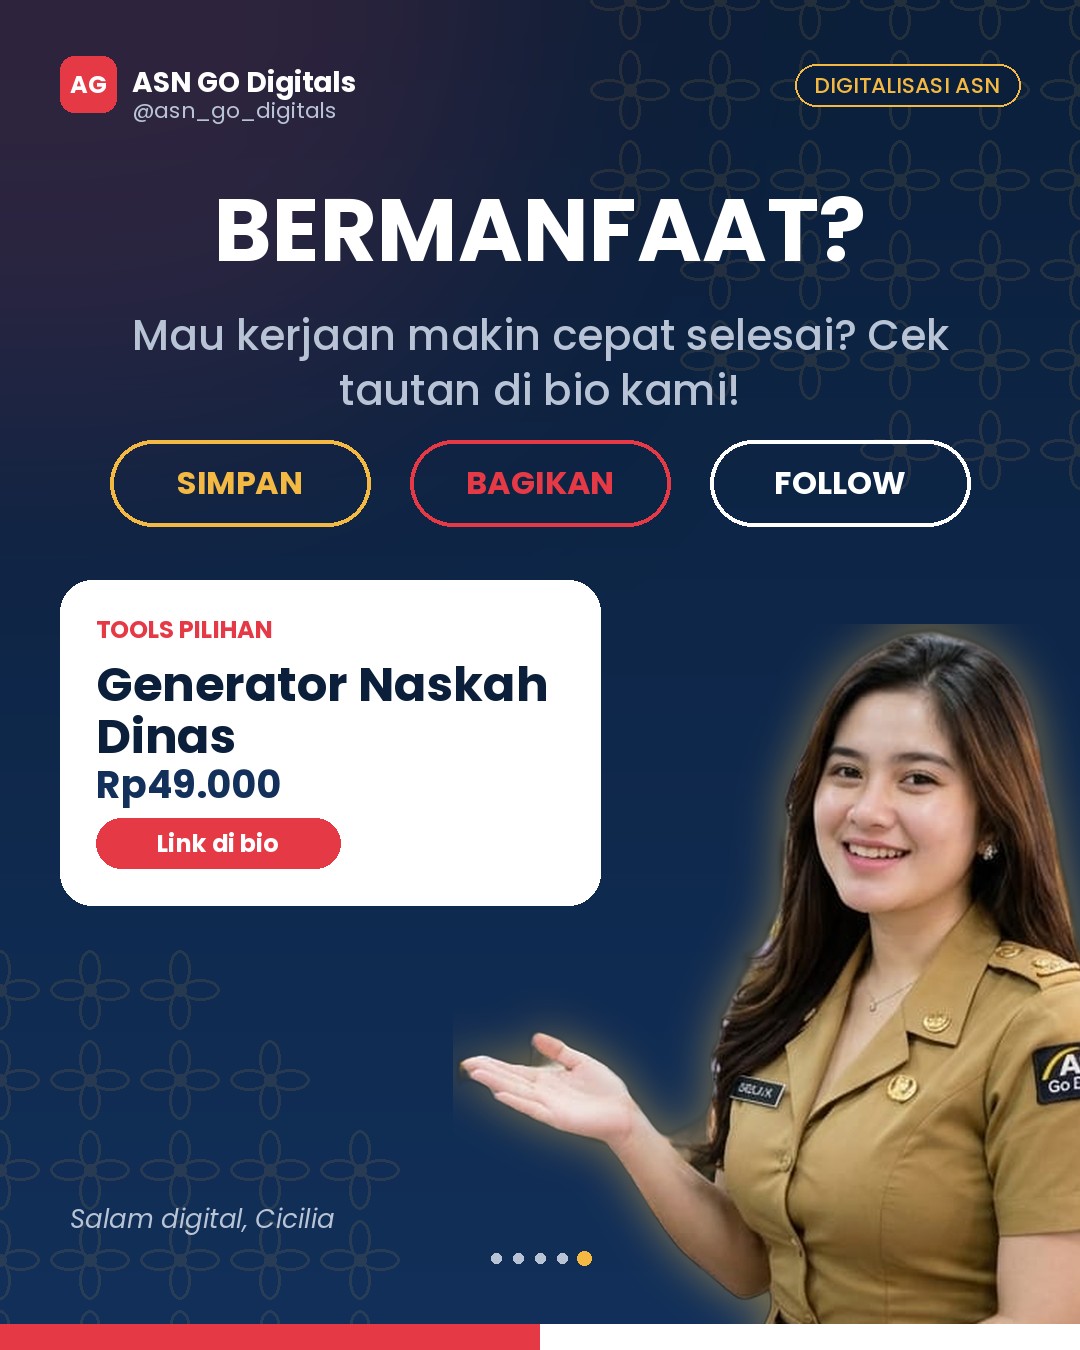 AG
ASN GO Digitals
@asn_go_digitals
DIGITALISASI ASN
BERMANFAAT?
Mau kerjaan makin cepat selesai? Cek
tautan di bio kami!
SIMPAN
BAGIKAN
FOLLOW
TOOLS PILIHAN
Generator Naskah
Dinas
Rp49.000
Link di bio
Go
Salam digital, Cicilia